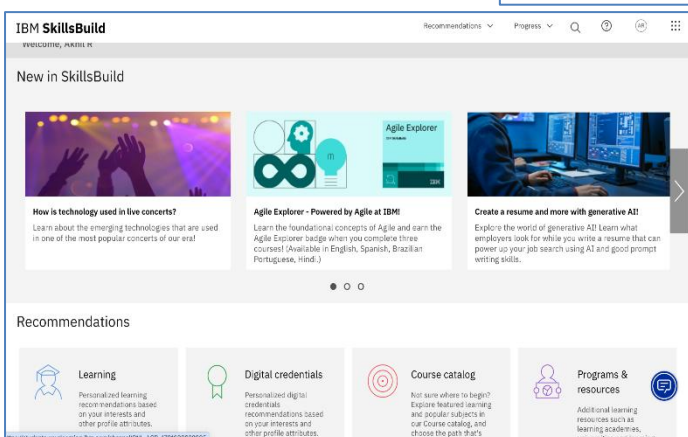 IBM SkillsBuild
Recommendations
Progress
AR
Welcome, Akhil R
New in SkillsBuild
Agile Explorer
IBM
How is technology used in live concerts?
Learn about the emerging technologies that are used
in one of the most popular concerts of our era!
Agile Explorer - Powered by Agile at IBM!
Learn the foundational concepts of Agile and earn the
Agile Explorer badge when you complete three
courses! (Available in English, Spanish, Brazilian
Portuguese, Hindi.)
Create a resume and more with generative AI!
Explore the world of generative AI! Learn what
employers look for while you write a resume that can
power up your job search using AI and good prompt
writing skills.
Recommendations
Learning
Personalized learning
recommendations based
on your interests and
other profile attributes.
Digital credentials
Personalized digital
credentials
recommendations based
on your interests and
other profile attributes.
Course catalog
Not sure where to begin?
Explore featured learning
and popular subjects in
our Course catalog, and
choose the path that's
Programs &
resources
Additional learning
resources such as
learning academies,